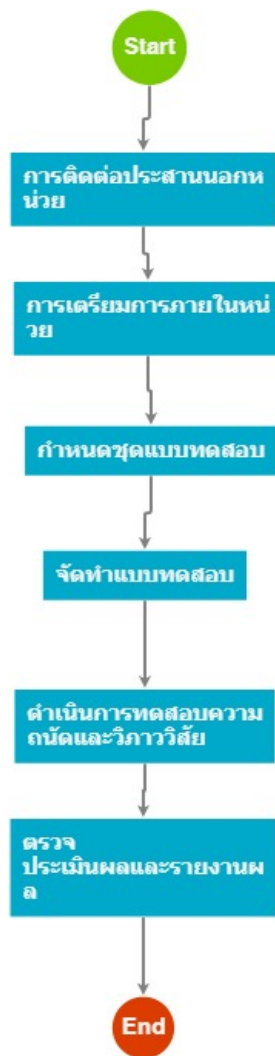 Start
การติดต่อประสานนอกห
น่วย
การเตรียมการภายในหน่
วย
กำหนดชุดแบบทดสอบ
จัดทำแบบทดสอบ
ดำเนินการทดสอบความ
ถนัดและวิภาววิสัย
ตรวจ
ประเมินผลและรายงานผ
ล
End